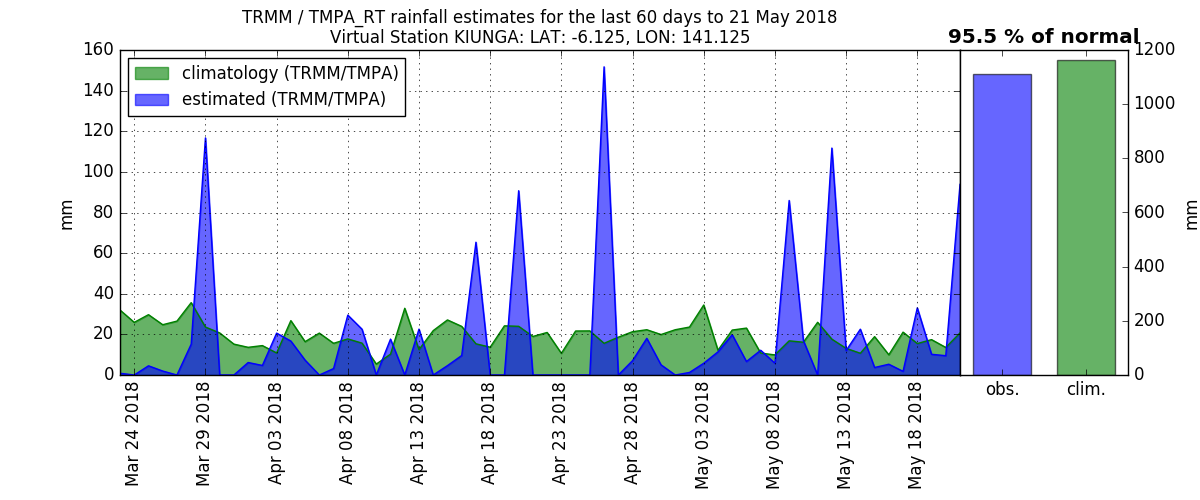 TRMM / TMPA_RT rainfall estimates for the last 60 days to 21 May 2018
Virtual Station KIUNGA: LAT: -6.125, LON: 141.125
95.5 % of normal
climatology (TRMM/TMPA)
estimated (TRMM/TMPA)
mm
160
140
120
100
80
60
40
20
0
Mar 24 2018
Mar 29 2018
Apr 03 2018
Apr 08 2018
Apr 13 2018
Apr 18 2018
Apr 23 2018
Apr 28 2018
May 03 2018
May 08 2018
May 13 2018
May 18 2018
obs.
clim.
1200
1000
800
600
400
200
0
mm